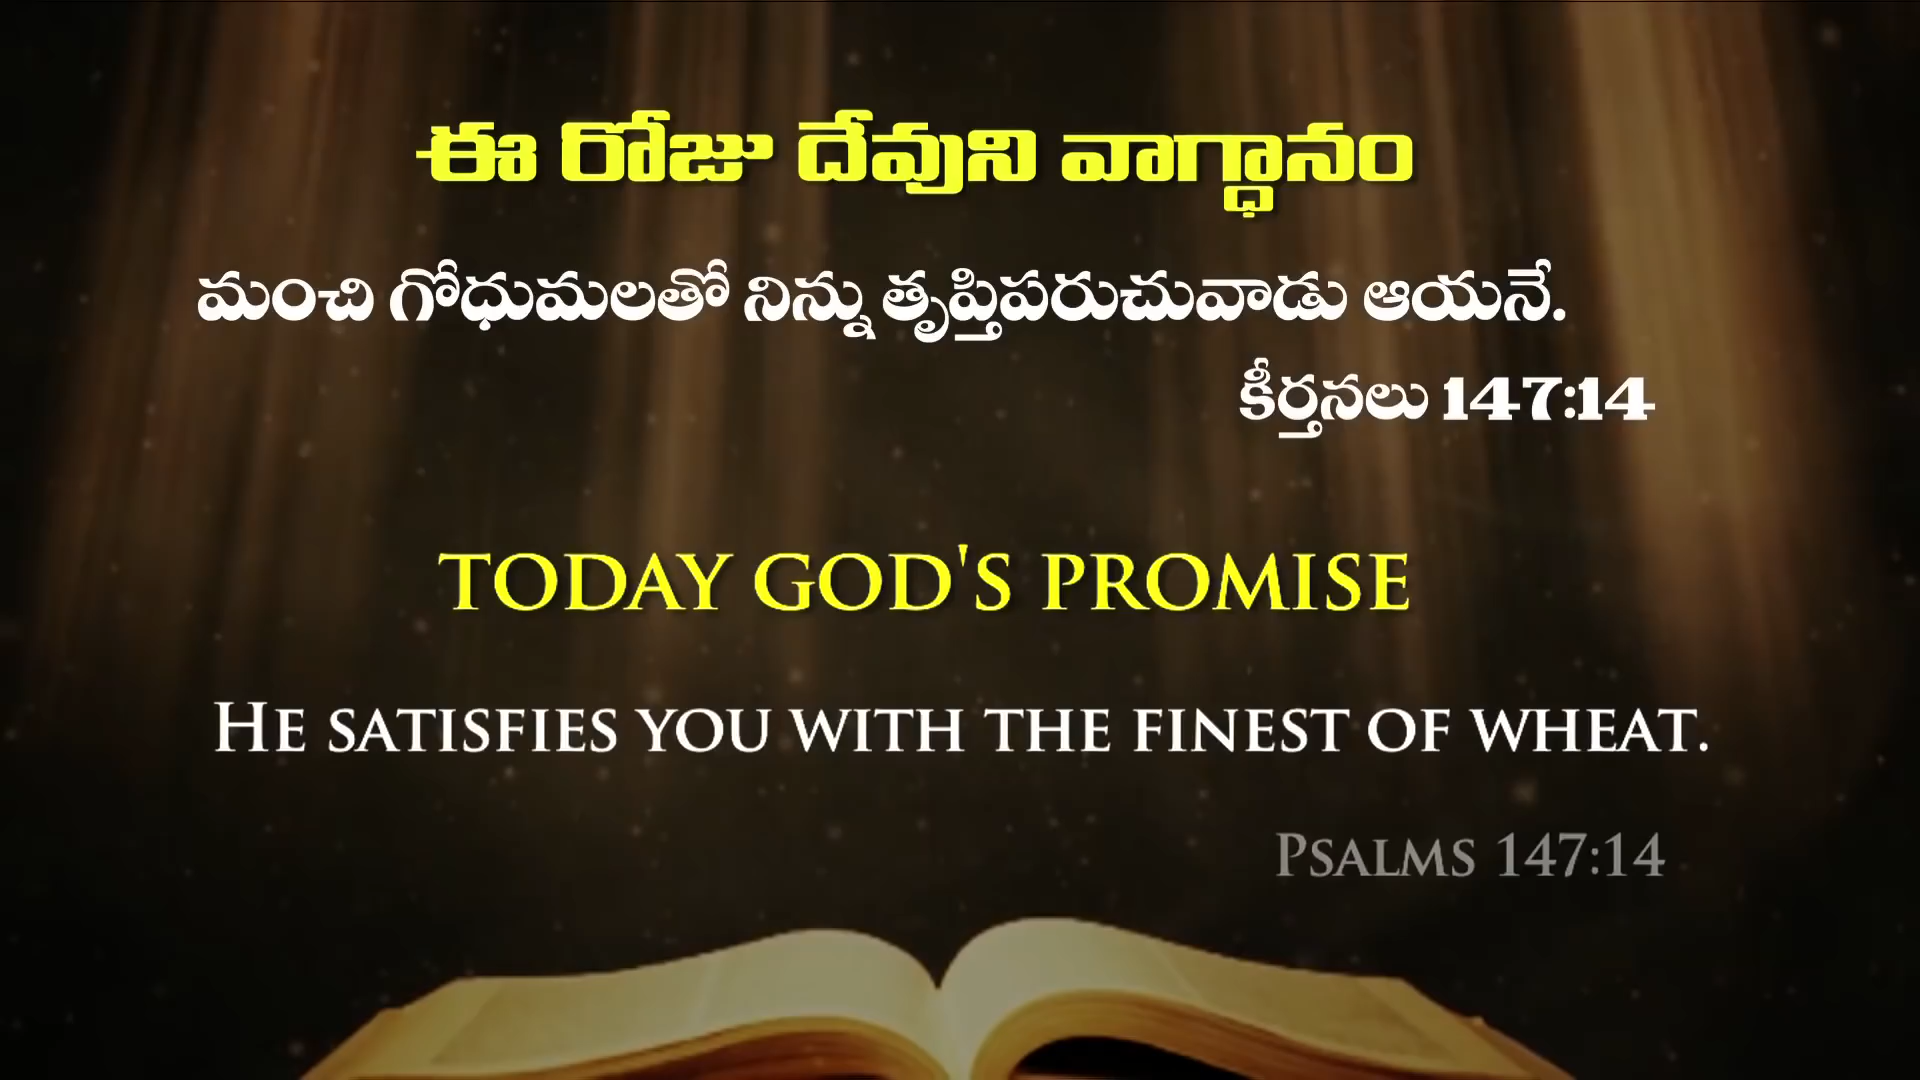 ఈ రోజు దేవుని వాగ్ధానం
మంచి గోధుమలతో నిన్ను తృప్తిపరుచువాడు ఆయనే.
కీర్తనలు 147:14
TODAY GOD'S PROMISE
HE SATISFIES YOU WITH THE FINEST OF WHEAT.
PSALMS 147:14